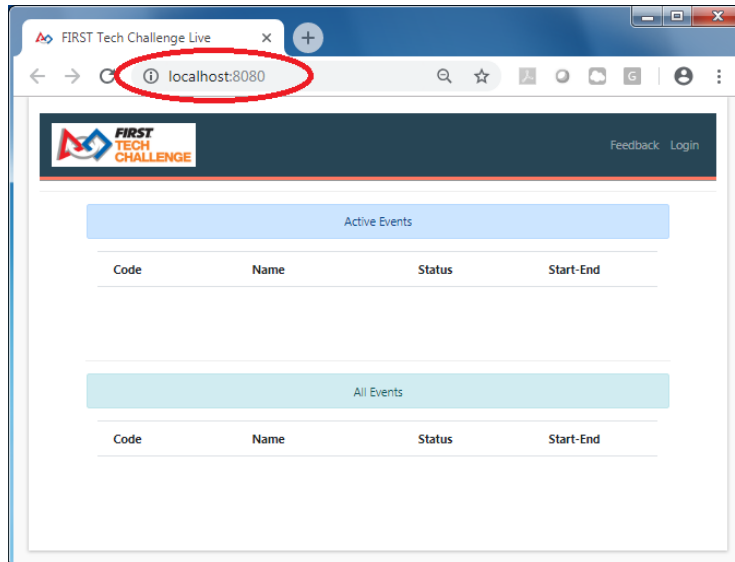 FIRST Tech Challenge Live
localhost:8080
G
FIRST
TECH
CHALLENGE
Feedback Login
Active Events
Code Name Status Start-End
All Events
Code Name Status Start-End